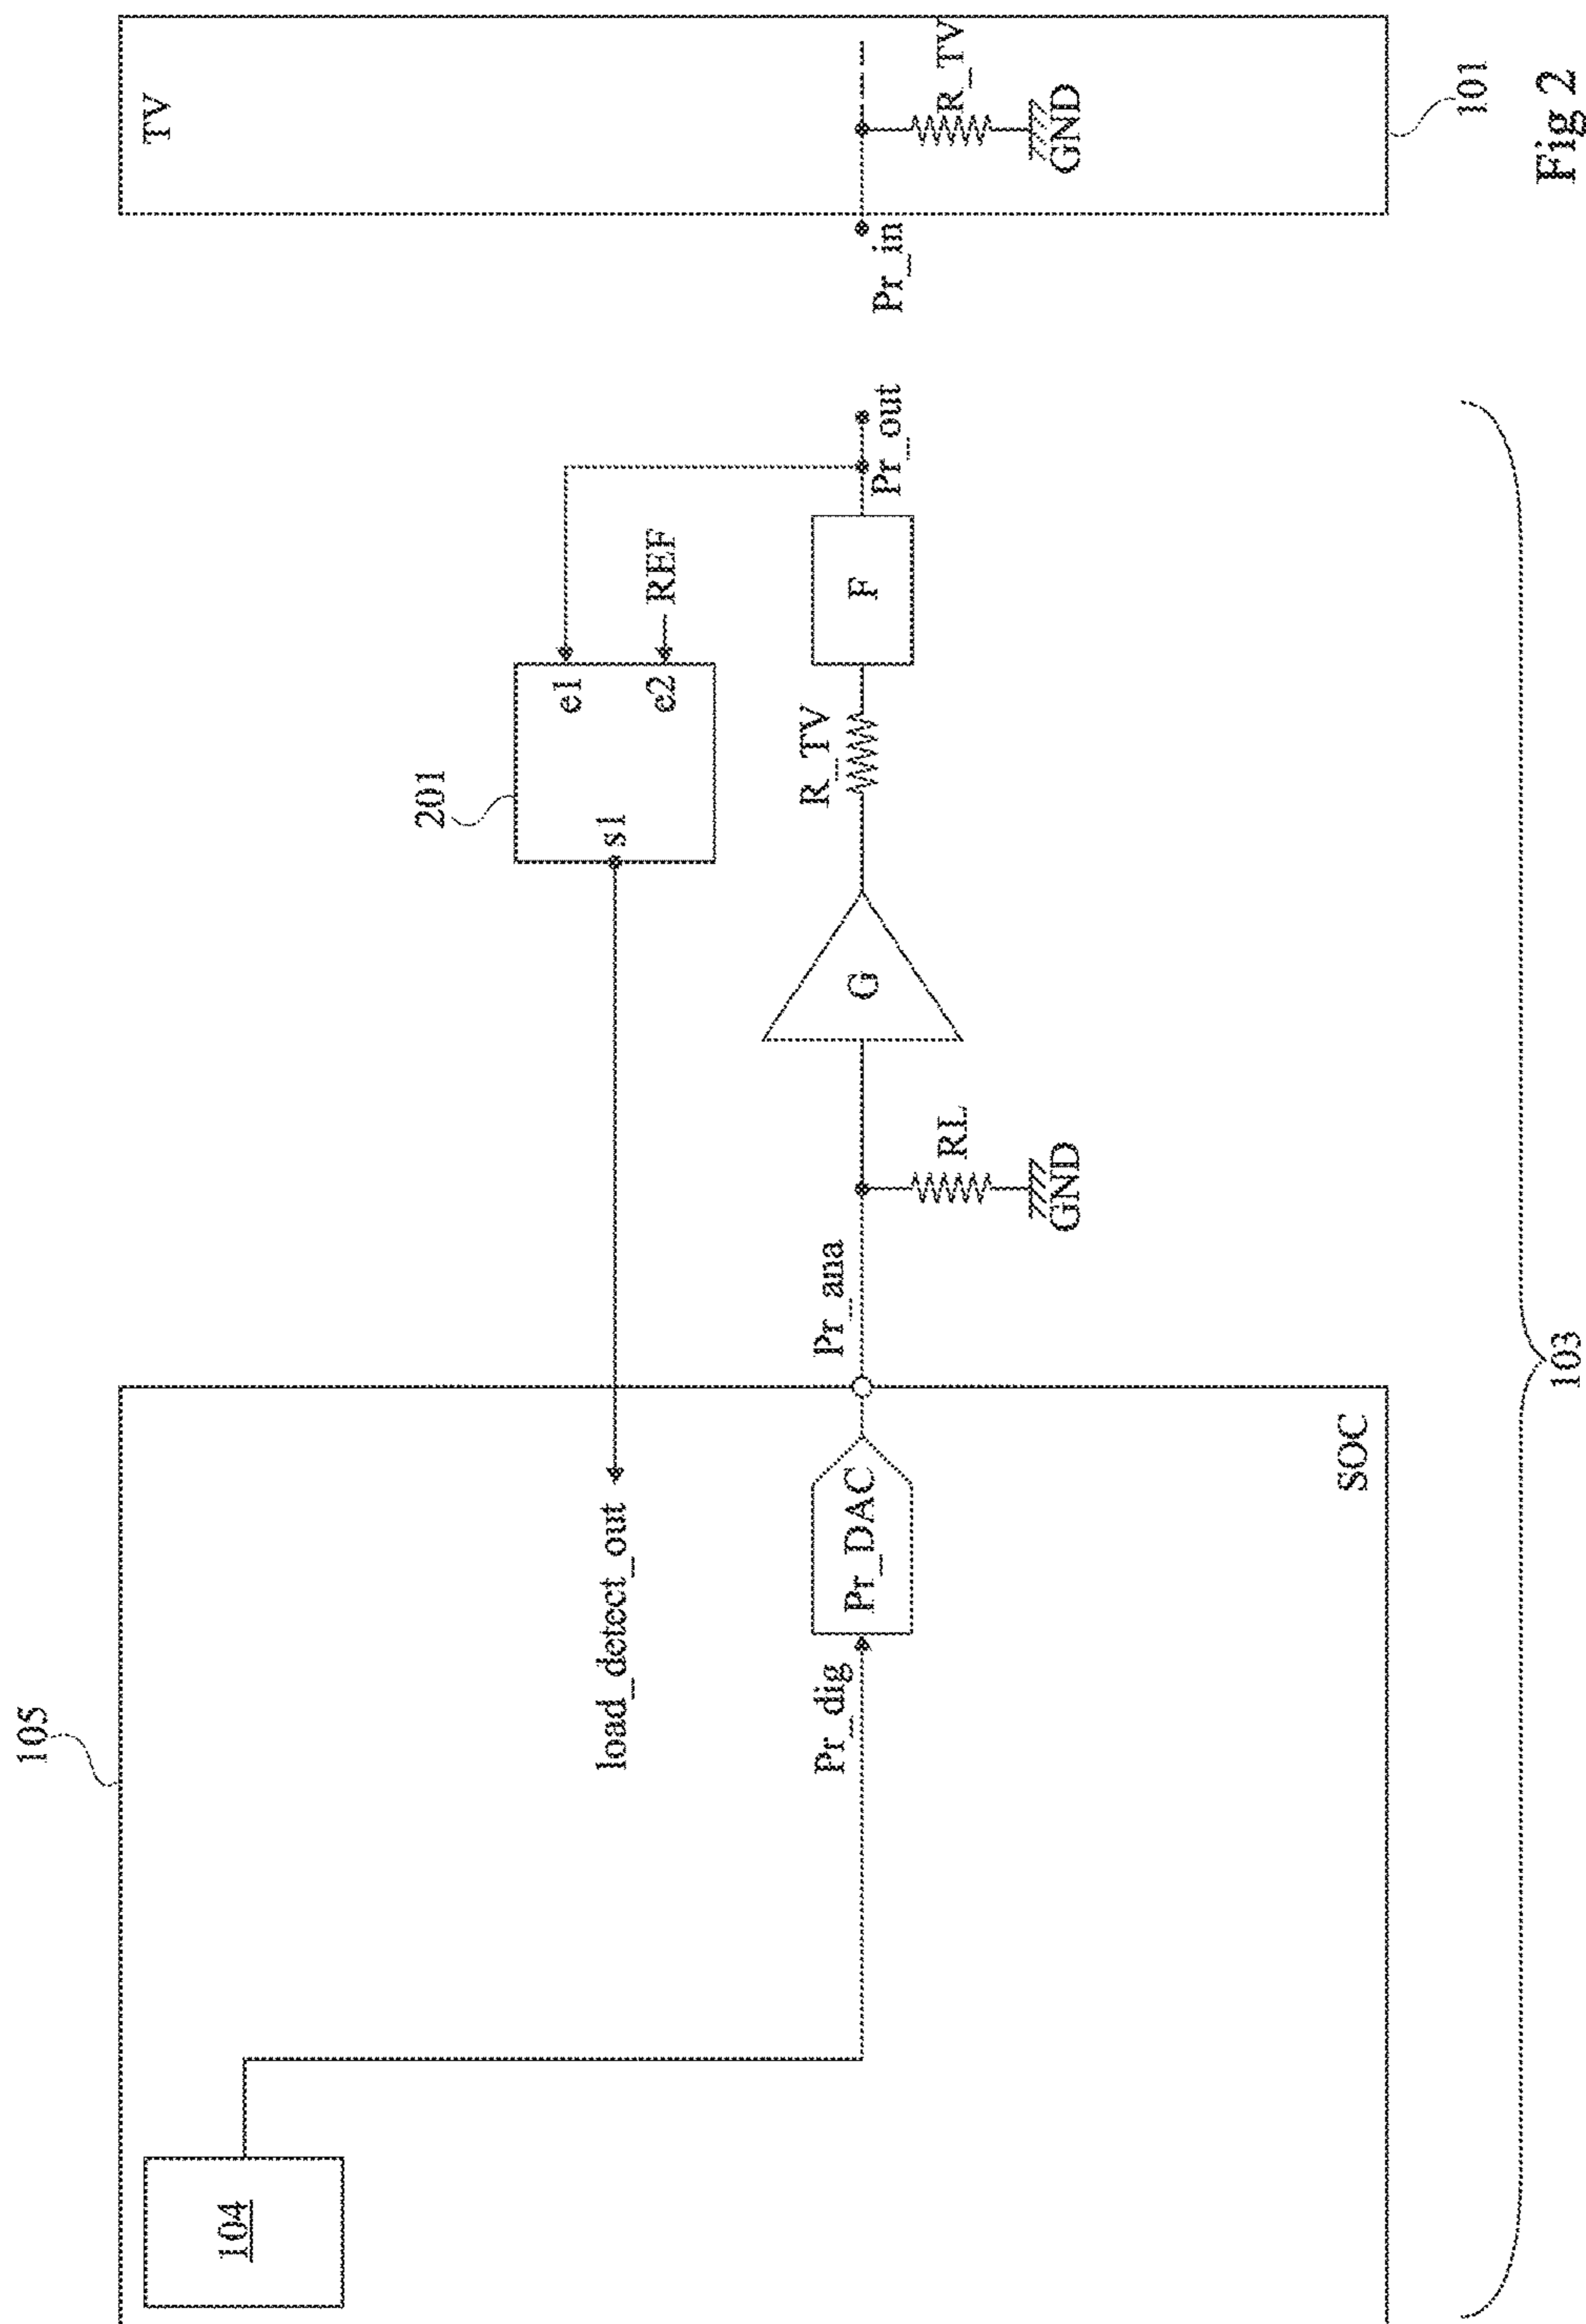 105
104
SOC
load_detect_out
Pr_dig
Pr_DAC
Pr_ana
RL
GND
G
201
s1
e1
e2
REF
R_TV
F
Pr_out
Pr_in
TV
R_TV
GND
101
103
Fig 2